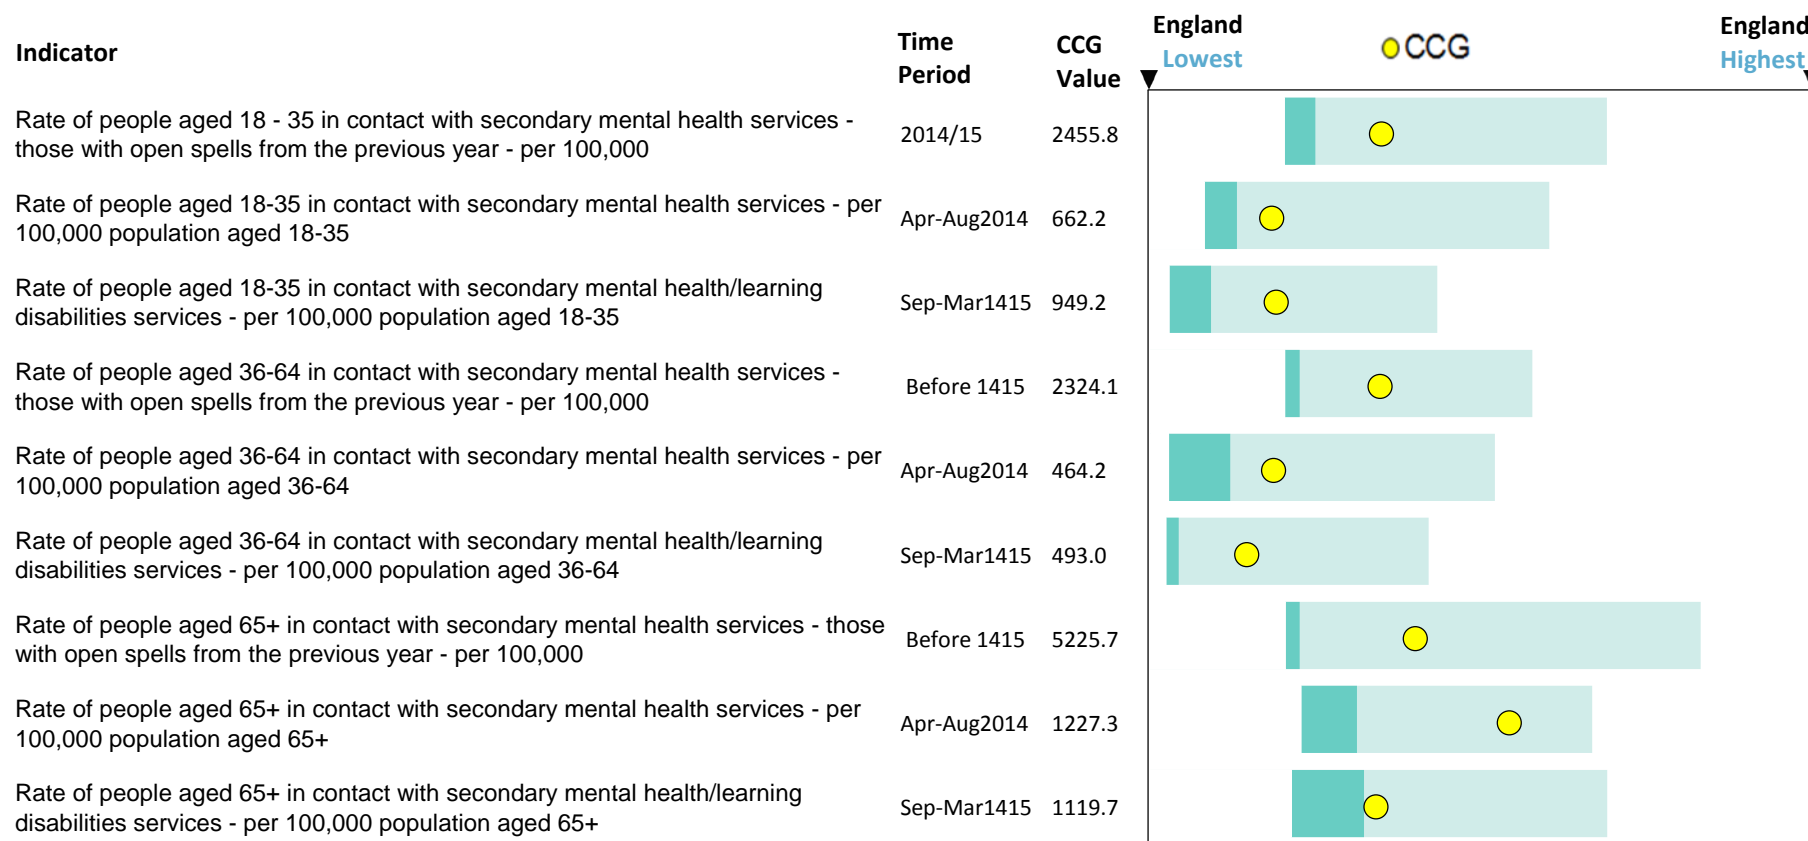 Indicator
Time Period
CCG Value
England Lowest
CCG
England Highest
Rate of people aged 18 - 35 in contact with secondary mental health services -
those with open spells from the previous year - per 100,000
2014/15 2455.8
Rate of people aged 18-35 in contact with secondary mental health services - per
100,000 population aged 18-35
Apr-Aug2014 662.2
Rate of people aged 18-35 in contact with secondary mental health/learning
disabilities services - per 100,000 population aged 18-35
Sep-Mar1415 949.2
Rate of people aged 36-64 in contact with secondary mental health services -
those with open spells from the previous year - per 100,000
Before 1415 2324.1
Rate of people aged 36-64 in contact with secondary mental health services - per
100,000 population aged 36-64
Apr-Aug2014 464.2
Rate of people aged 36-64 in contact with secondary mental health/learning
disabilities services - per 100,000 population aged 36-64
Sep-Mar1415 493.0
Rate of people aged 65+ in contact with secondary mental health services - those
with open spells from the previous year - per 100,000
Before 1415 5225.7
Rate of people aged 65+ in contact with secondary mental health services - per
100,000 population aged 65+
Apr-Aug2014 1227.3
Rate of people aged 65+ in contact with secondary mental health/learning
disabilities services - per 100,000 population aged 65+
Sep-Mar1415 1119.7